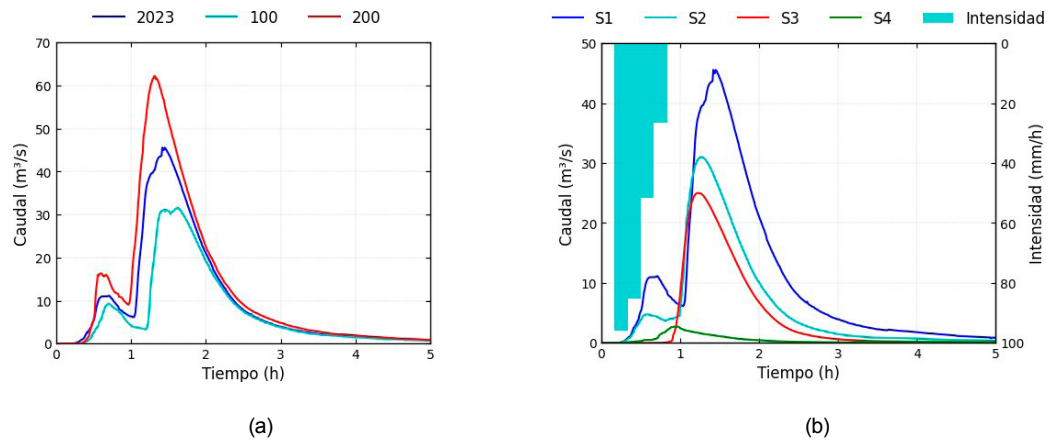 2023 100 200
S1 S2 S3 S4 Intensidad
70
60
50
40
30
20
10
0
Caudal (m³/s)
0 1 2 3 4 5
Tiempo (h)
50
40
30
20
10
0
Caudal (m³/s)
0
20
40
60
80
100
Intensidad (mm/h)
0 1 2 3 4 5
Tiempo (h)
(a)
(b)